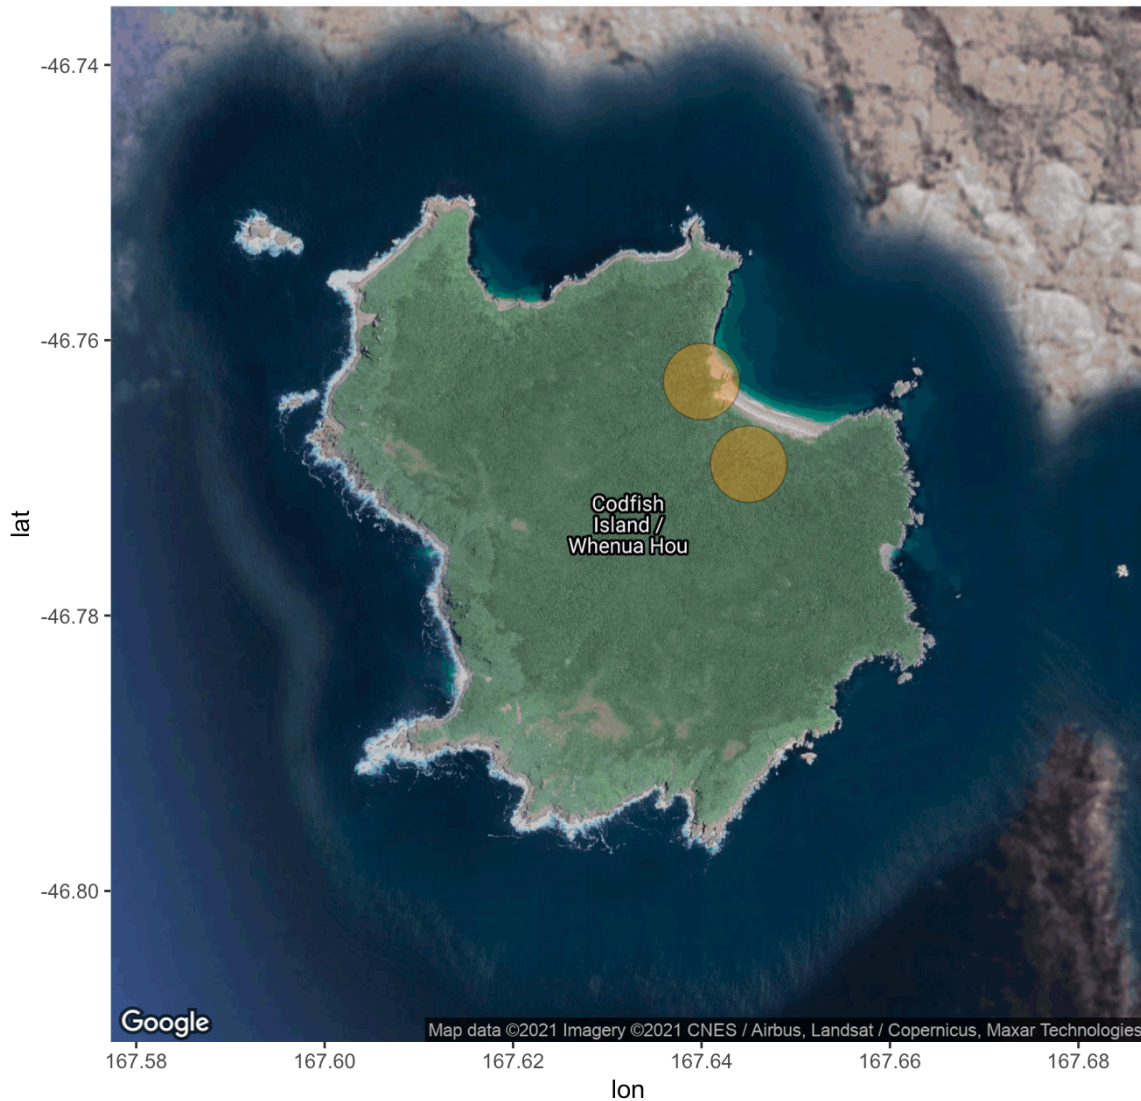 -46.74
-46.76
-46.78
-46.80
lat
Codfish
Island /
Whenua Hou
Google
Map data ©2021 Imagery ©2021 CNES / Airbus, Landsat / Copernicus, Maxar Technologies
167.58 167.60 167.62 167.64 167.66 167.68
lon